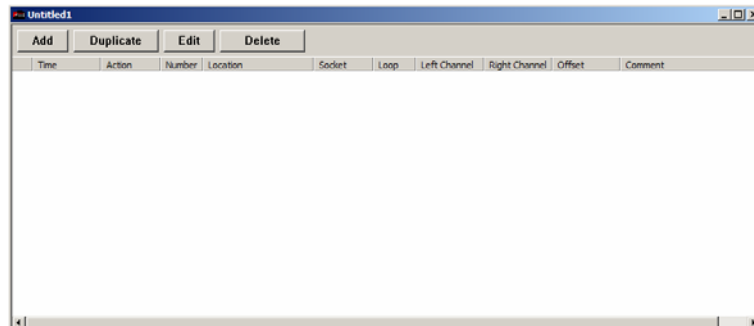 Untitled1
Add Duplicate Edit Delete
Time Action Number Location Socket Loop Left Channel Right Channel Offset Comment